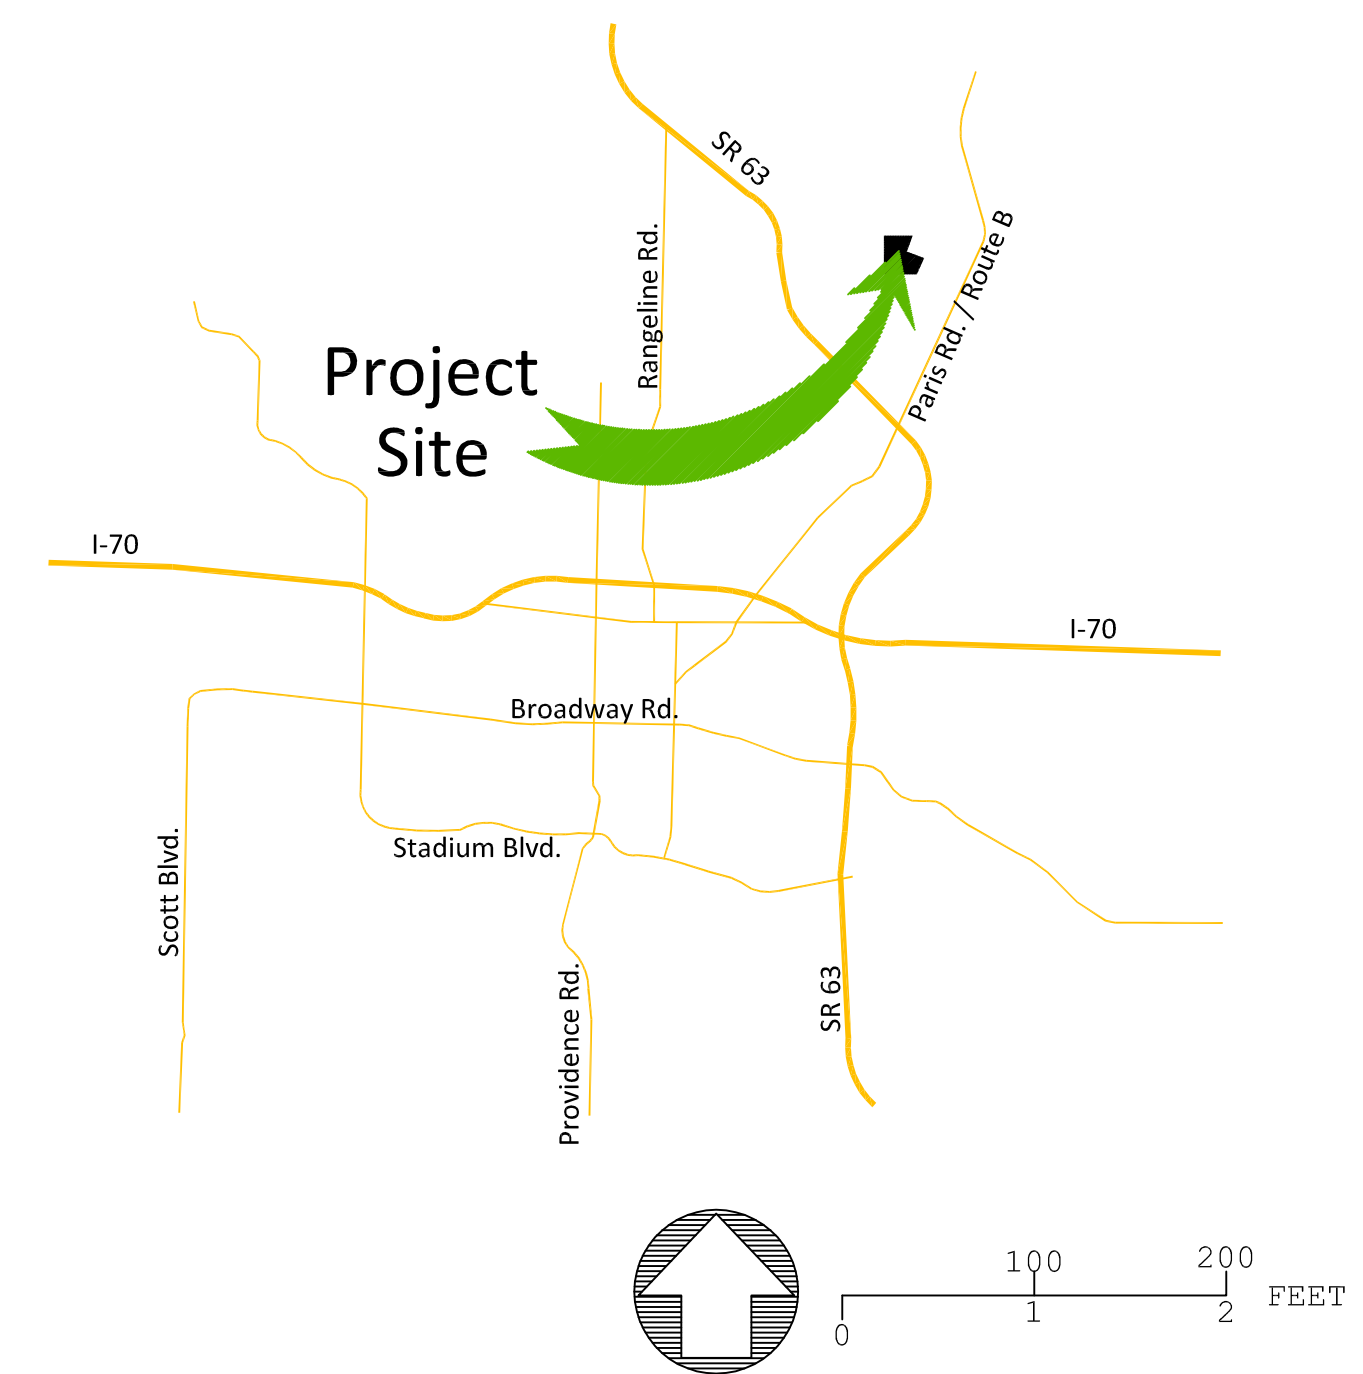 SR 63
Paris Rd. / Route B
Rangeline Rd.
Project
Site
I-70
I-70
Broadway Rd.
Stadium Blvd.
Scott Blvd.
SR 63
Providence Rd.
100 200
FEET
0 1 2